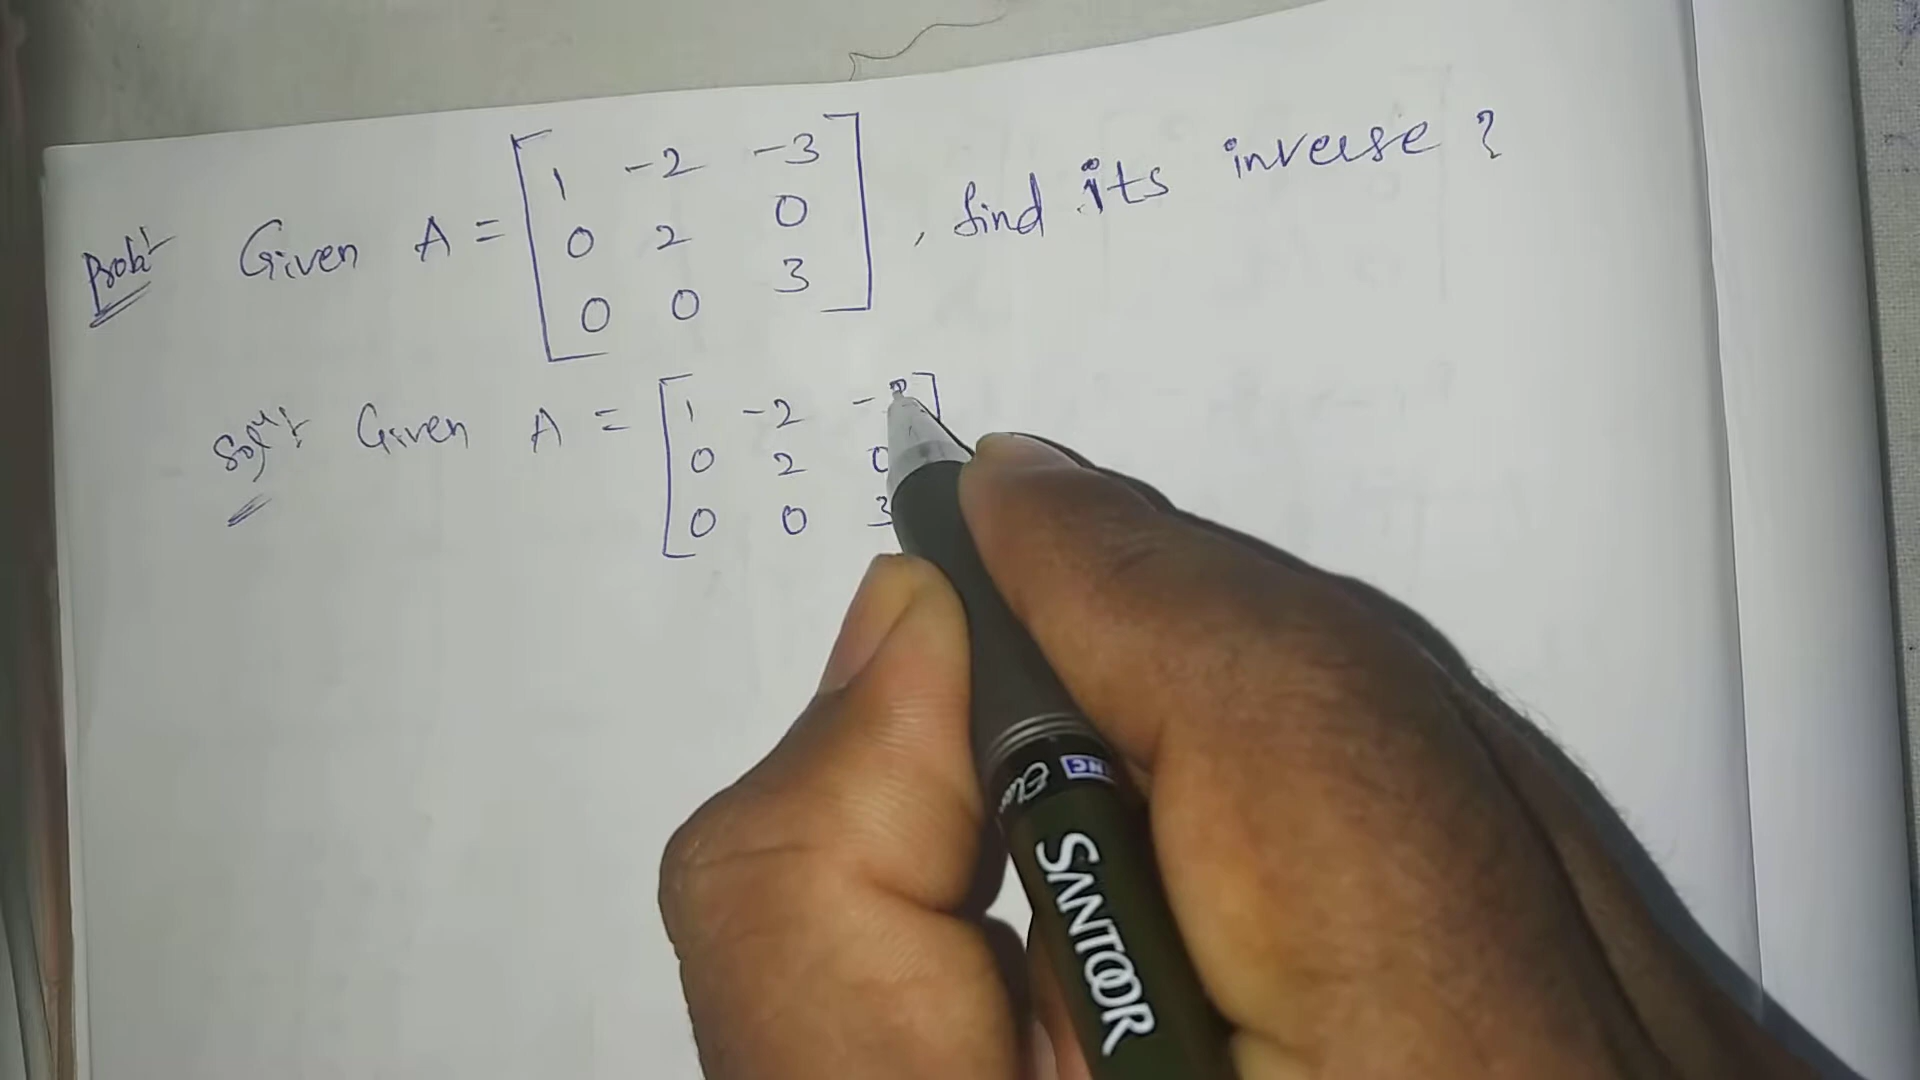 Prob:- Given A = [ 1 -2 -3
0 2 0
0 0 3 ] , find its inverse ?
Sol:- Given A = [ 1 -2 - ]
0 2 0
0 0 3
SANTOOR